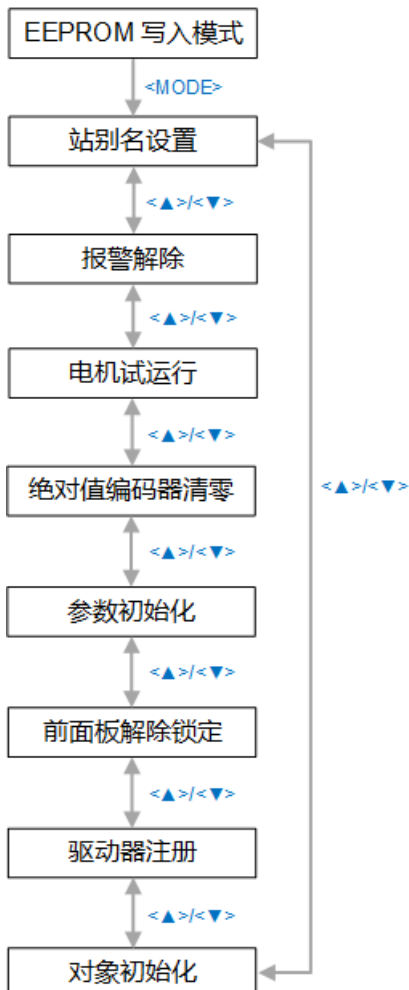 EEPROM 写入模式
<MODE>
站别名设置
<▲>/<▼>
报警解除
<▲>/<▼>
电机试运行
<▲>/<▼>
绝对值编码器清零
<▲>/<▼>
<▲>/<▼>
参数初始化
<▲>/<▼>
前面板解除锁定
<▲>/<▼>
驱动器注册
<▲>/<▼>
对象初始化